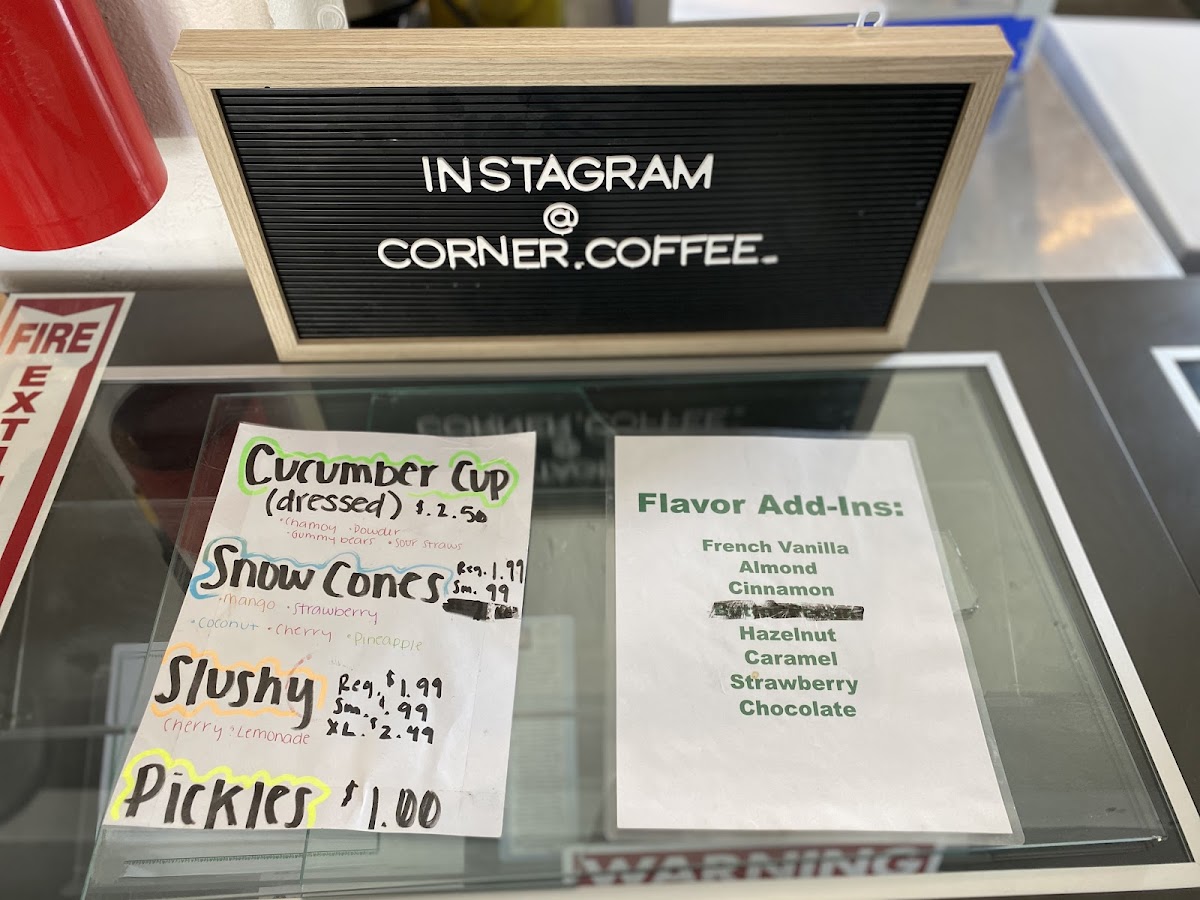 INSTAGRAM
@
CORNER.COFFEE_
FIRE
EXT
Cucumber Cup
(dressed) $.2.50
•Chamoy •Powder
•Gummy bears •Sour straws
Snow Cones Reg. 1.99
Sm. .99
•Mango •Strawberry
•Coconut •Cherry •Pineapple
Slushy Reg. $1.99
Sm. $.99
XL. $2.49
Cherry •Lemonade
Pickles $1.00
Flavor Add-Ins:
French Vanilla
Almond
Cinnamon
Hazelnut
Caramel
Strawberry
Chocolate
WARNING